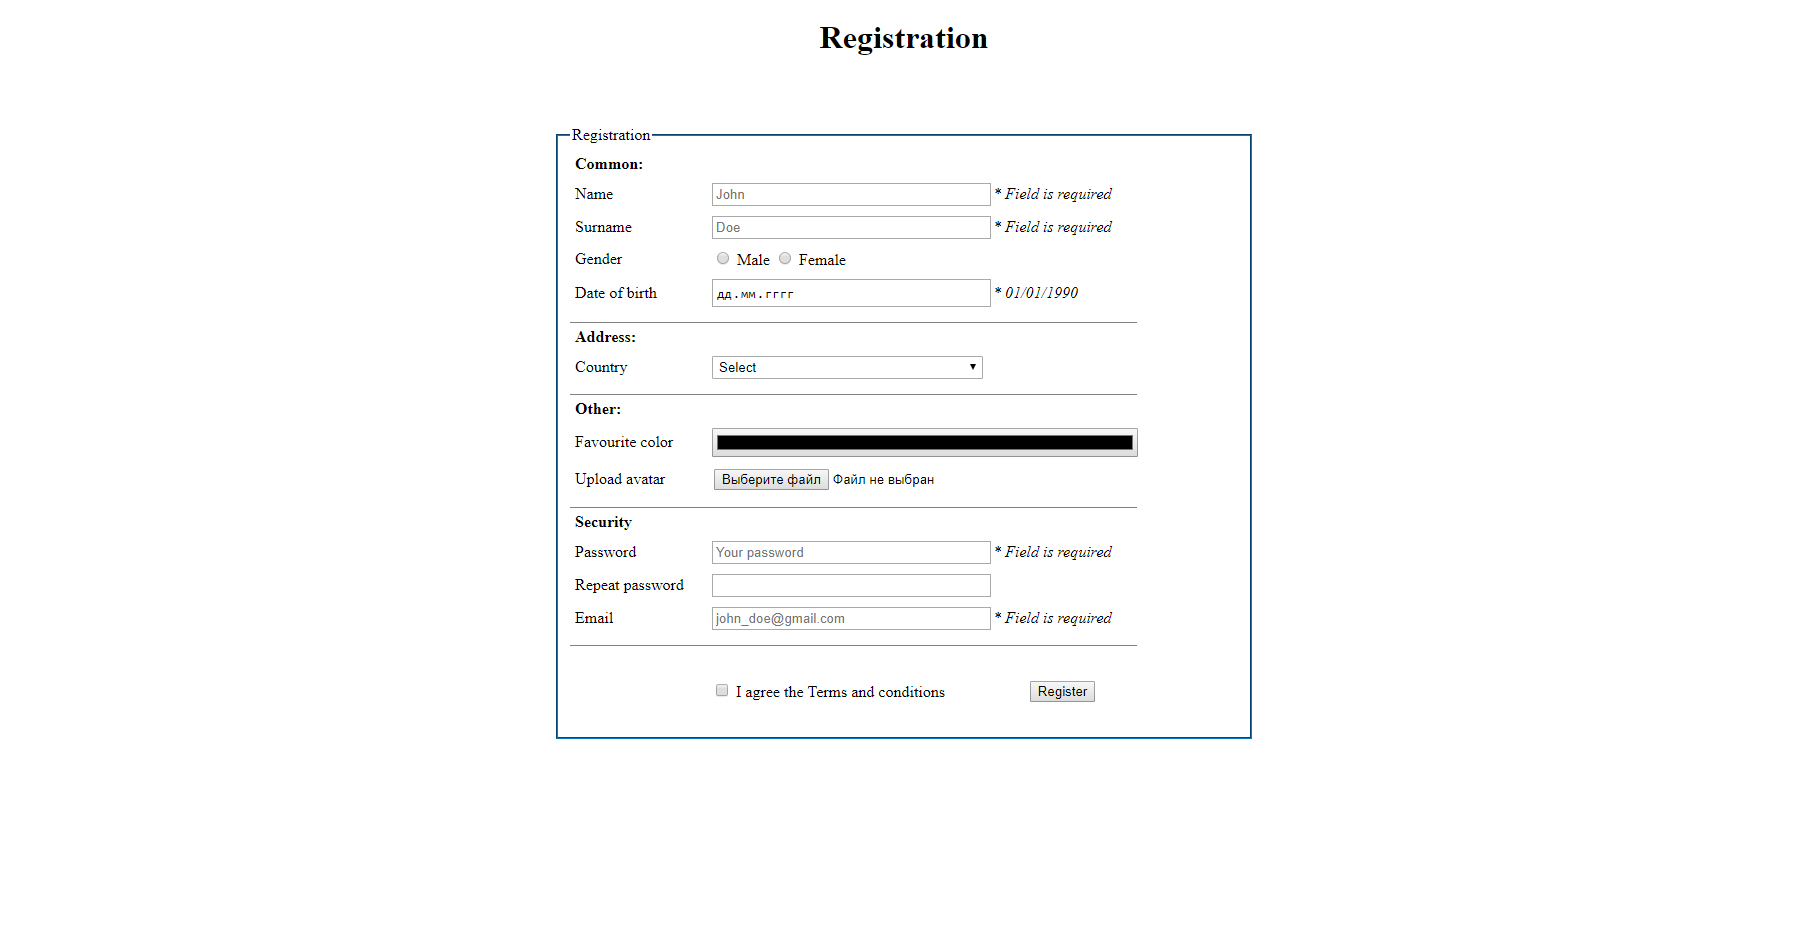 Registration
Registration
Common:
Name John * Field is required
Surname Doe * Field is required
Gender Male Female
Date of birth дд.мм.гггг * 01/01/1990
Address:
Country Select
Other:
Favourite color
Upload avatar Выберите файл Файл не выбран
Security
Password Your password * Field is required
Repeat password
Email john_doe@gmail.com * Field is required
I agree the Terms and conditions Register